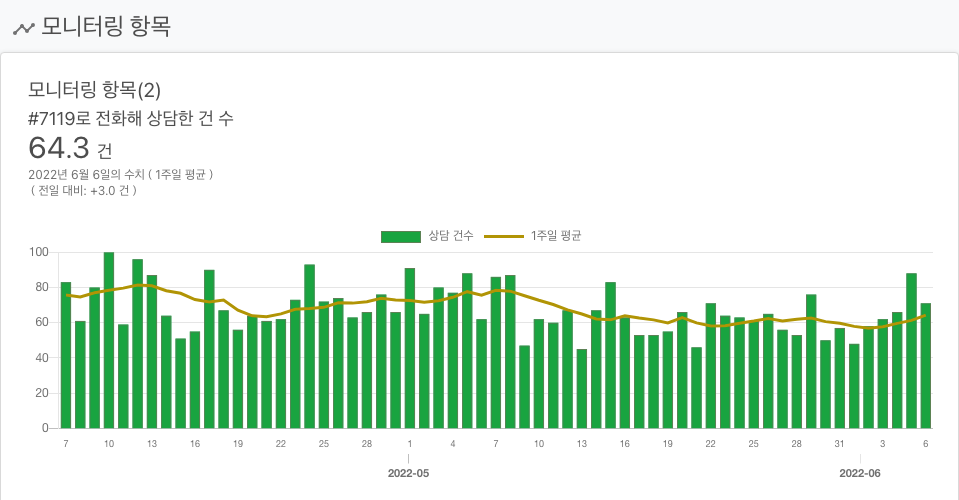 모니터링 항목
모니터링 항목(2)
#7119로 전화해 상담한 건 수
64.3 건
2022년 6월 6일의 수치 ( 1주일 평균 )
( 전일 대비: +3.0 건 )
상담 건수 1주일 평균
100
80
60
40
20
0
7 10 13 16 19 22 25 28 1 4 7 10 13 16 19 22 25 28 31 3 6
2022-05 2022-06